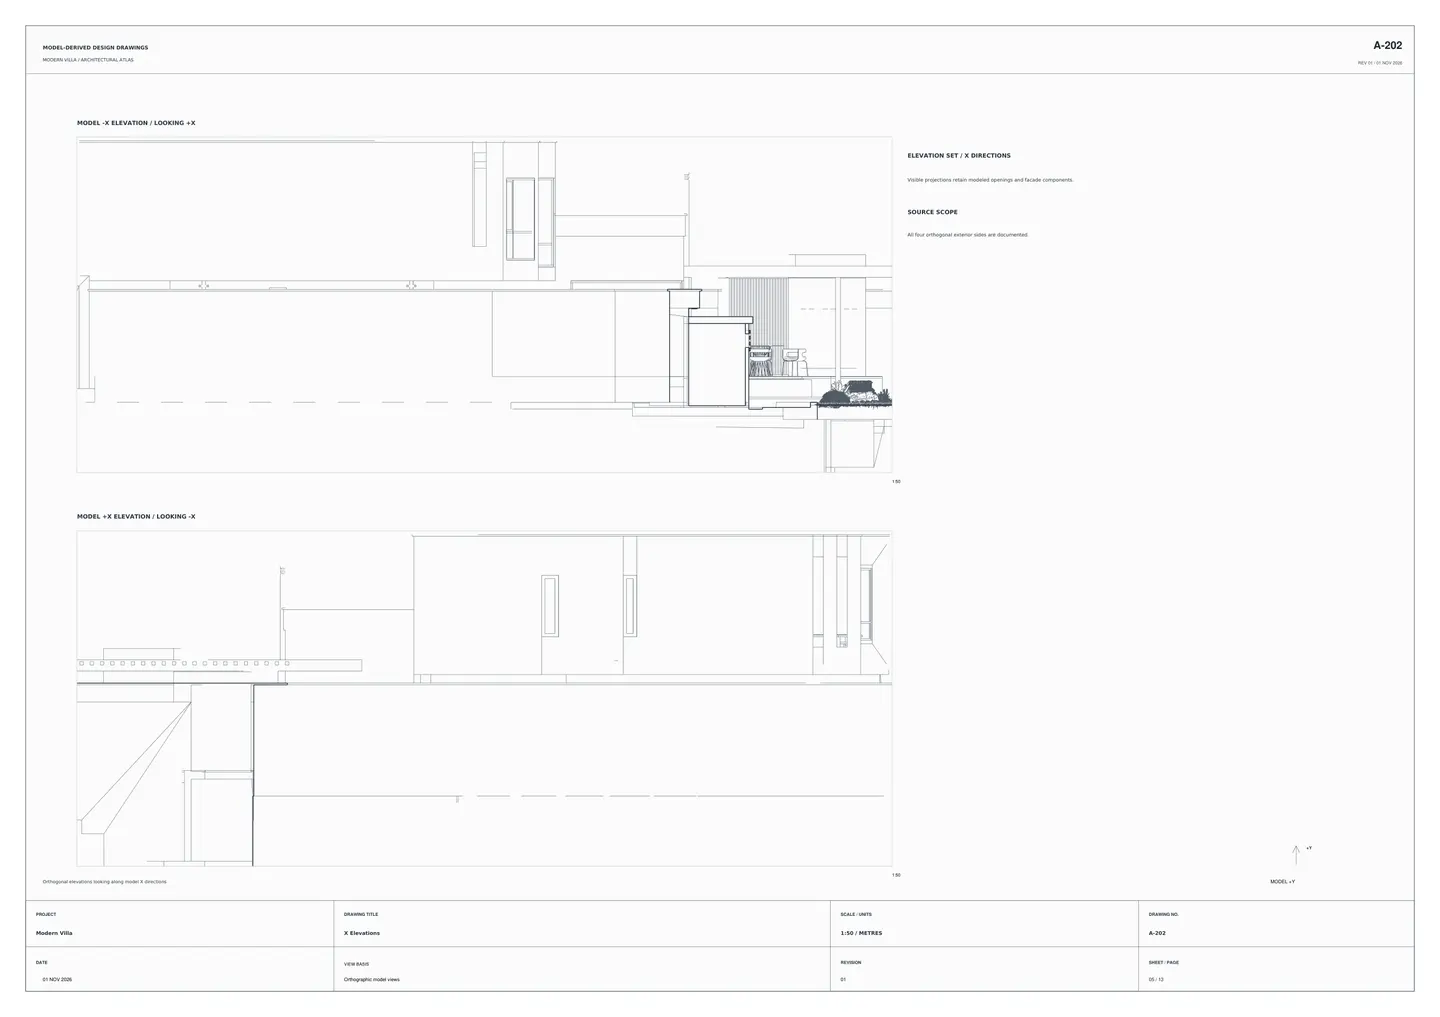 MODEL-DERIVED DESIGN DRAWINGS
MODERN VILLA / ARCHITECTURAL ATLAS
A-202
REV 01 · 01 NOV 2026
MODEL -X ELEVATION / LOOKING +X
ELEVATION SET / X DIRECTIONS
Visible projections retain modeled openings and facade components.
SOURCE SCOPE
All four orthogonal exterior sides are documented.
1:50
MODEL +X ELEVATION / LOOKING -X
1:50
+Y
MODEL +Y
Orthogonal elevations looking along model X directions
PROJECT
Modern Villa
DRAWING TITLE
X Elevations
SCALE / UNITS
1:50 / METRES
DRAWING NO.
A-202
DATE
01 NOV 2026
VIEW BASIS
Orthographic model views
REVISION
01
SHEET / PAGE
05 / 13